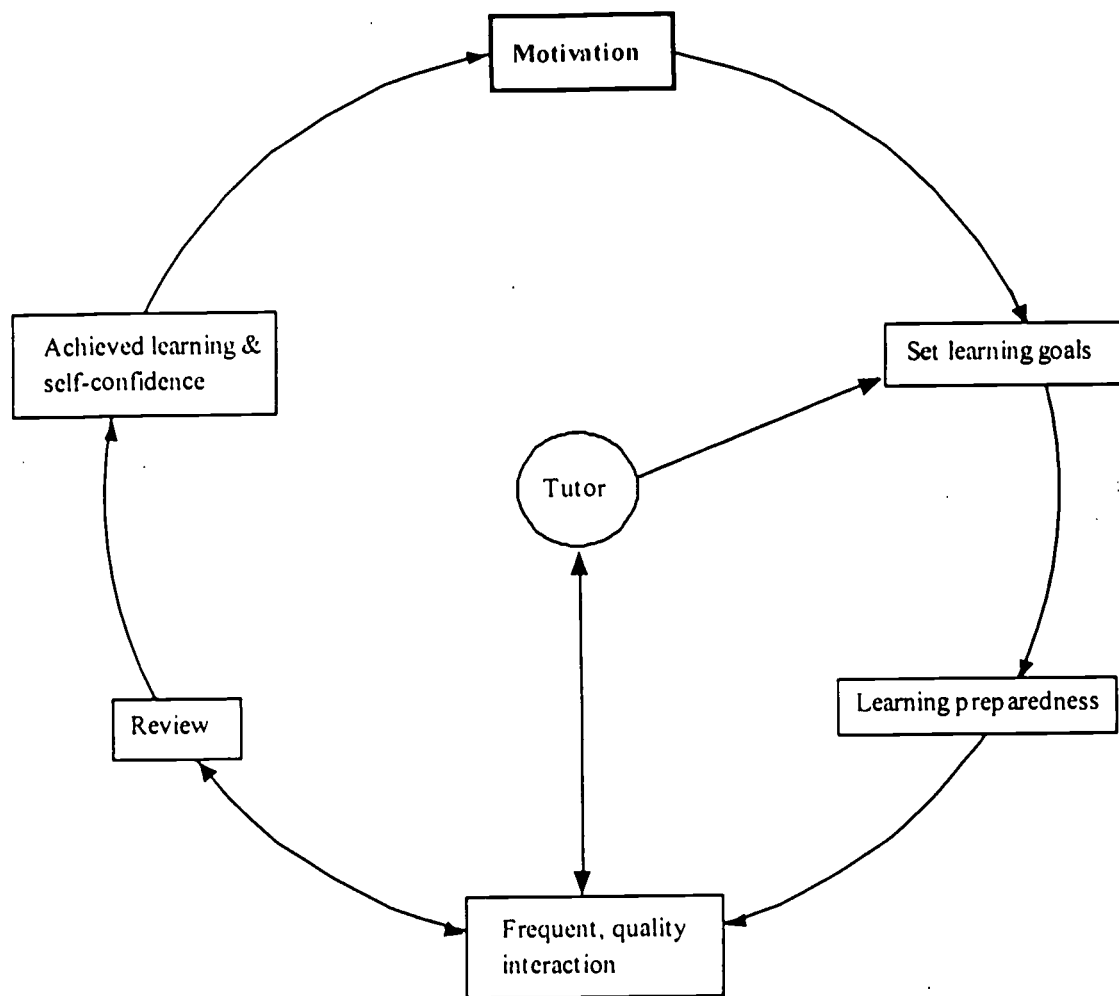 Motivation
Achieved learning &
self-confidence
Set learning goals
Tutor
Review
Learning preparedness
Frequent, quality
interaction